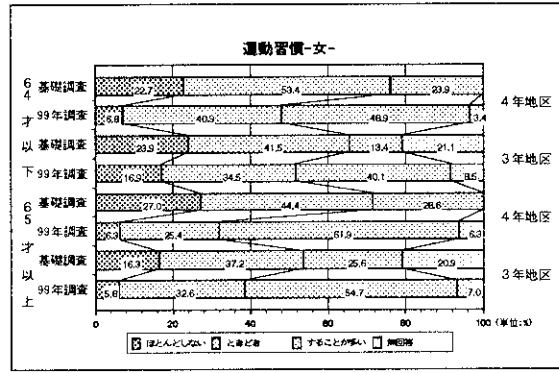 運動習慣-女-
64才以下
基礎調査 22.7 53.4 23.9
99年調査 6.8 40.9 48.9 3.4
4年地区
基礎調査 23.9 41.5 13.4 21.1
99年調査 16.9 34.5 40.1 8.5
3年地区
65才以上
基礎調査 27.0 44.4 28.6
99年調査 6.3 25.4 61.9 6.3
4年地区
基礎調査 16.3 37.2 25.6 20.9
99年調査 5.8 32.6 54.7 7.0
3年地区
0 20 40 60 80 100 (単位:%)
ほとんどしない ときどき することが多い 無回答